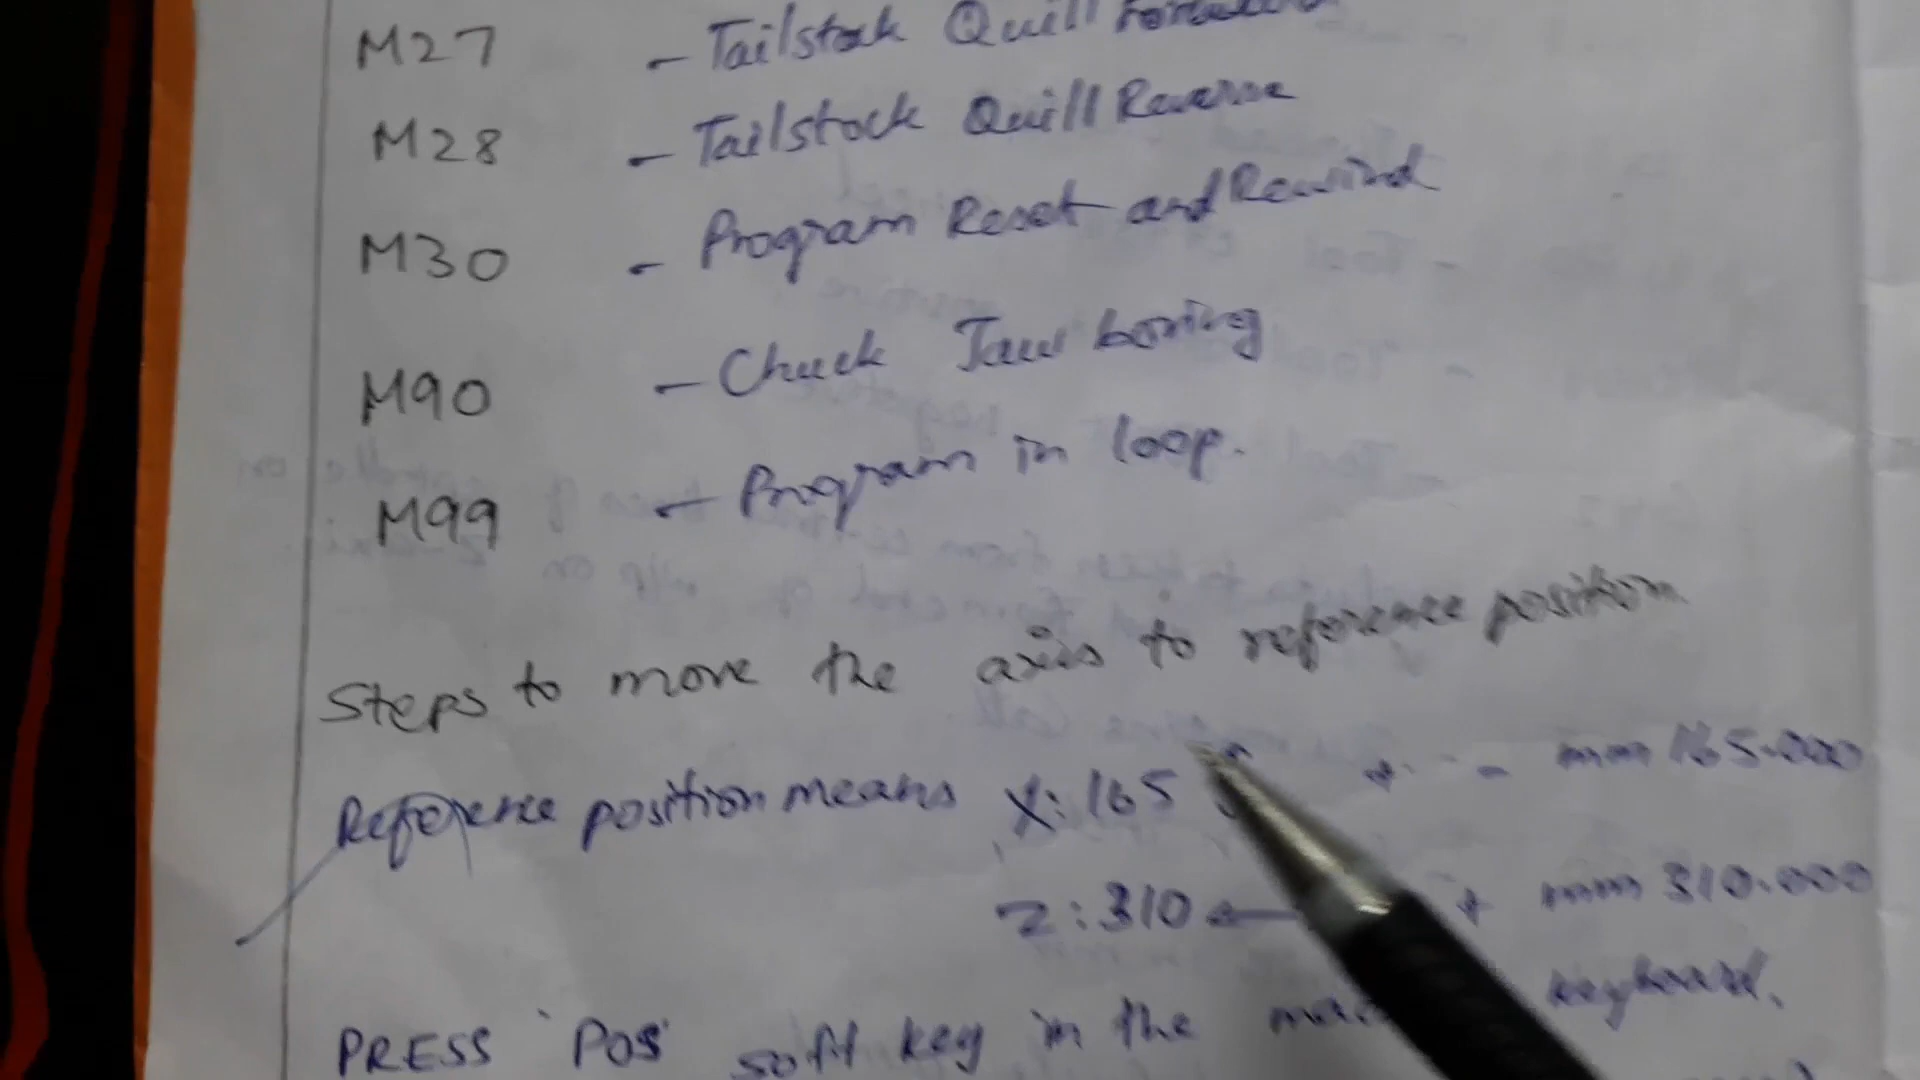 M27 - Tailstock Quill Forward
M28 - Tailstock Quill Reverse
M30 - Program Reset and Rewind
M90 - Chuck Jaw boring
M99 - Program in loop.
Steps to move the axis to reference position
Reference position means X: 165 mm 165.000
Z: 310 ← mm 310.000
PRESS 'POS' soft key in the keyboard.